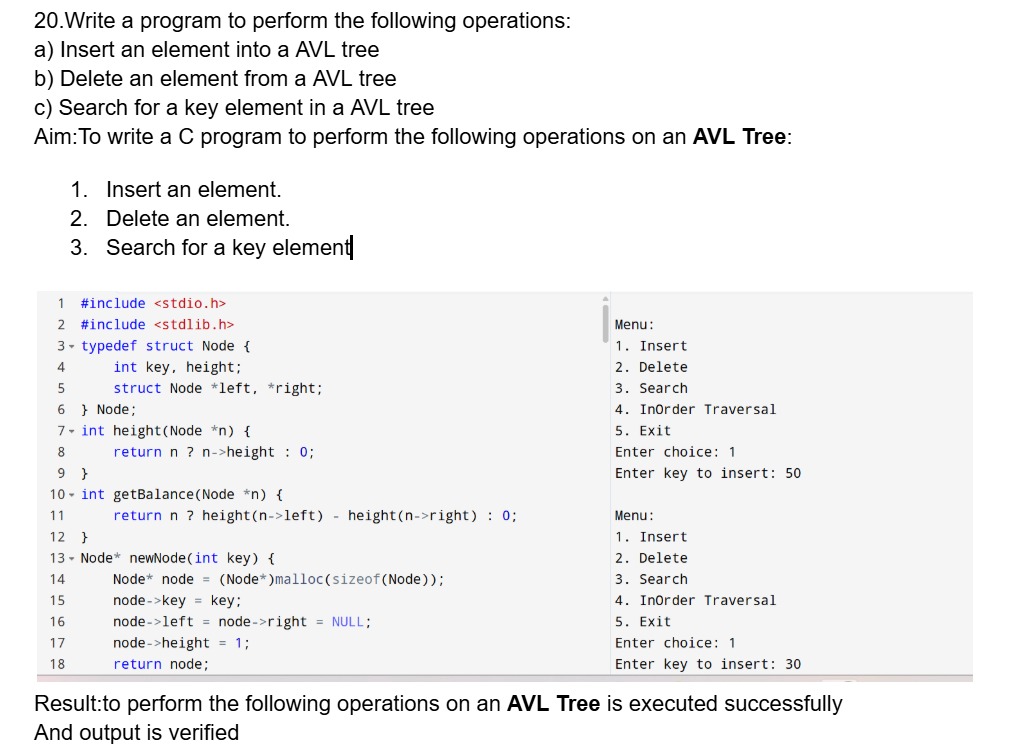 20.Write a program to perform the following operations:
a) Insert an element into a AVL tree
b) Delete an element from a AVL tree
c) Search for a key element in a AVL tree
Aim:To write a C program to perform the following operations on an AVL Tree:
1. Insert an element.
2. Delete an element.
3. Search for a key element
1 #include <stdio.h>
2 #include <stdlib.h>
3 typedef struct Node {
4 int key, height;
5 struct Node *left, *right;
6 } Node;
7 int height(Node *n) {
8 return n ? n->height : 0;
9 }
10 int getBalance(Node *n) {
11 return n ? height(n->left) - height(n->right) : 0;
12 }
13 Node* newNode(int key) {
14 Node* node = (Node*)malloc(sizeof(Node));
15 node->key = key;
16 node->left = node->right = NULL;
17 node->height = 1;
18 return node;
Menu:
1. Insert
2. Delete
3. Search
4. InOrder Traversal
5. Exit
Enter choice: 1
Enter key to insert: 50
Menu:
1. Insert
2. Delete
3. Search
4. InOrder Traversal
5. Exit
Enter choice: 1
Enter key to insert: 30
Result:to perform the following operations on an AVL Tree is executed successfully
And output is verified